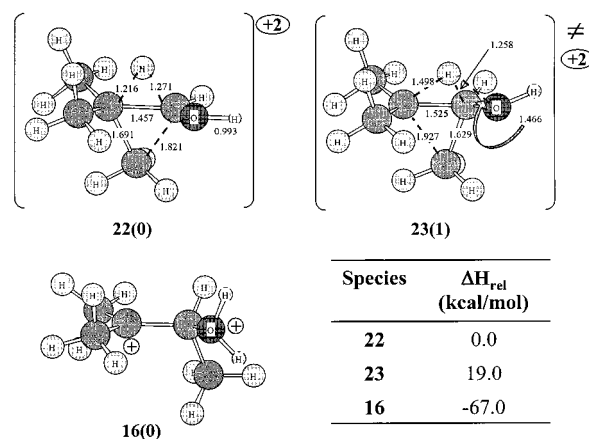 +2
H
H
H
H
H
H
H
H
H
O
H
1.216
1.271
1.457
1.691
1.821
0.993
22(0)
≠
+2
H
H
H
H
H
H
H
H
H
O
H
1.258
1.498
1.525
1.466
1.927
1.629
23(1)
H
H
H
H
H
H
H
H
O
H
H
H
H
+
+
16(0)
Species ΔHrel (kcal/mol)
22 0.0
23 19.0
16 -67.0